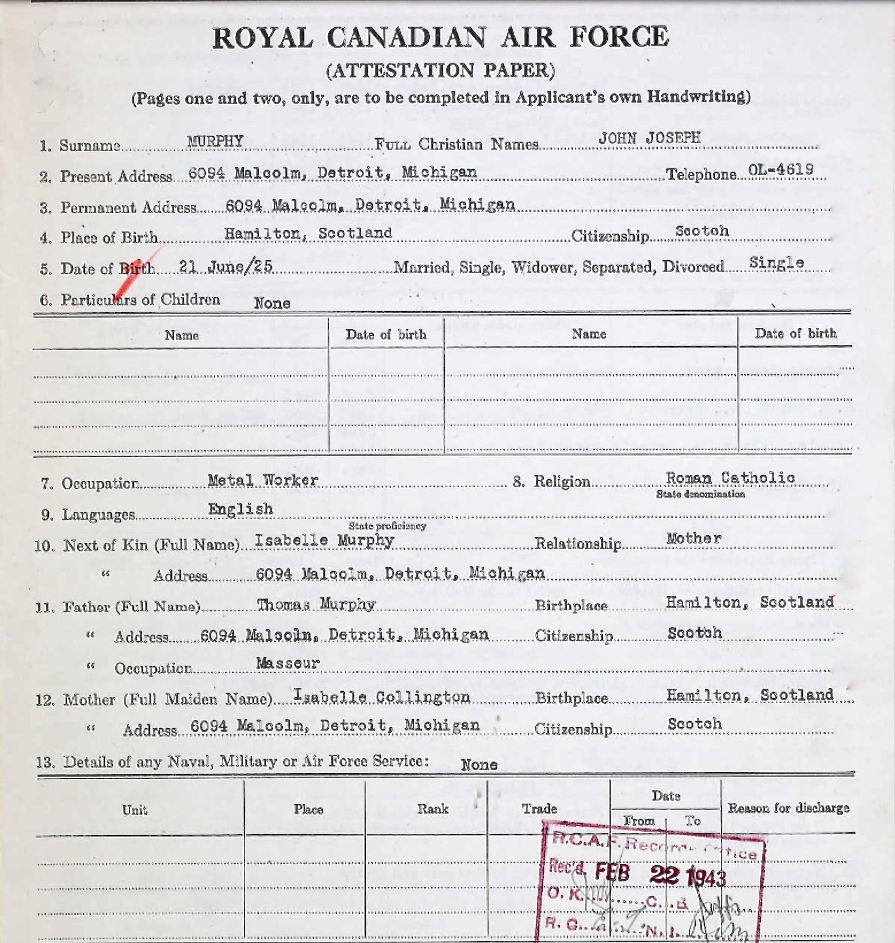 ROYAL CANADIAN AIR FORCE
(ATTESTATION PAPER)
(Pages one and two, only, are to be completed in Applicant's own Handwriting)
1. Surname MURPHY FULL Christian Names JOHN JOSEPH
2. Present Address 6094 Malcolm, Detroit, Michigan Telephone OL-4619
3. Permanent Address 6094 Malcolm, Detroit, Michigan
4. Place of Birth Hamilton, Scotland Citizenship Scotch
5. Date of Birth 21 June/25 Married, Single, Widower, Separated, Divorced Single
6. Particulars of Children None
Name Date of birth Name Date of birth
7. Occupation Metal Worker 8. Religion Roman Catholic
State denomination
9. Languages English
State proficiency
10. Next of Kin (Full Name) Isabelle Murphy Relationship Mother
" Address 6094 Malcolm, Detroit, Michigan
11. Father (Full Name) Thomas Murphy Birthplace Hamilton, Scotland
" Address 6094 Malcolm, Detroit, Michigan Citizenship Scotch
" Occupation Masseur
12. Mother (Full Maiden Name) Isabelle Collington Birthplace Hamilton, Scotland
" Address 6094 Malcolm, Detroit, Michigan Citizenship Scotch
13. Details of any Naval, Military or Air Force Service: None
Unit Place Rank Trade Date Reason for discharge
From To
R.C.A.F. Records Office
Rec'd. FEB 22 1943
O.K. C. B.
R. C. N. I.